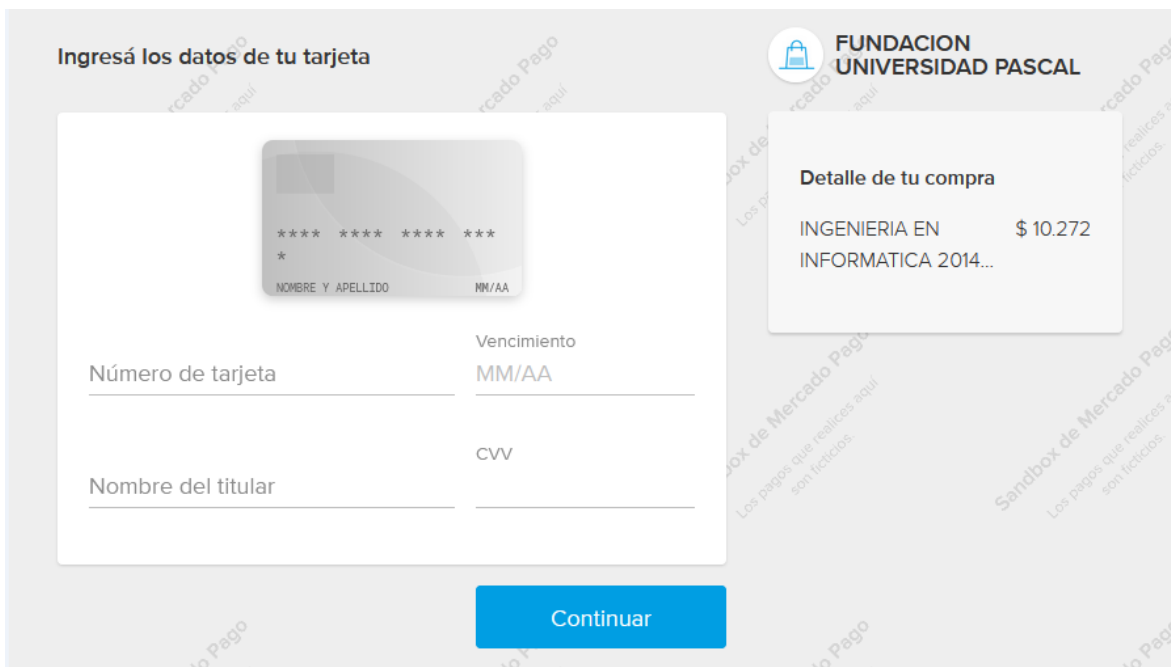 Ingresá los datos de tu tarjeta
FUNDACION
UNIVERSIDAD PASCAL
**** **** **** ***
*
NOMBRE Y APELLIDO MM/AA
Número de tarjeta
Vencimiento
MM/AA
Nombre del titular
CVV
Continuar
Detalle de tu compra
INGENIERIA EN $ 10.272
INFORMATICA 2014...
Sandbox de Mercado Pago
Los pagos que realices aquí
son ficticios.